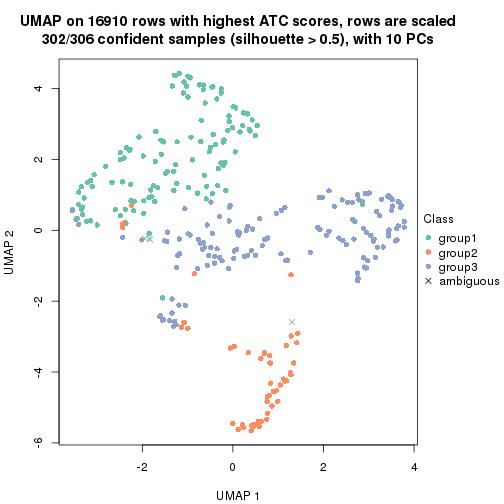 UMAP on 16910 rows with highest ATC scores, rows are scaled
302/306 confident samples (silhouette > 0.5), with 10 PCs
4
2
0
-2
-4
-6
UMAP 2
-2
0
2
4
UMAP 1
Class
group1
group2
group3
ambiguous